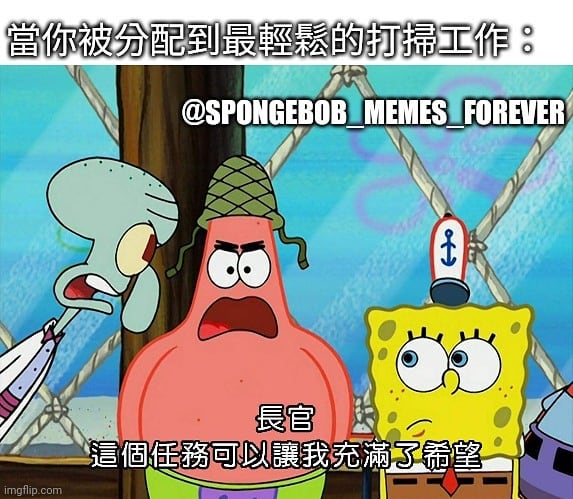 當你被分配到最輕鬆的打掃工作：
@SPONGEBOB_MEMES_FOREVER
長官
這個任務可以讓我充滿了希望
imgflip.com